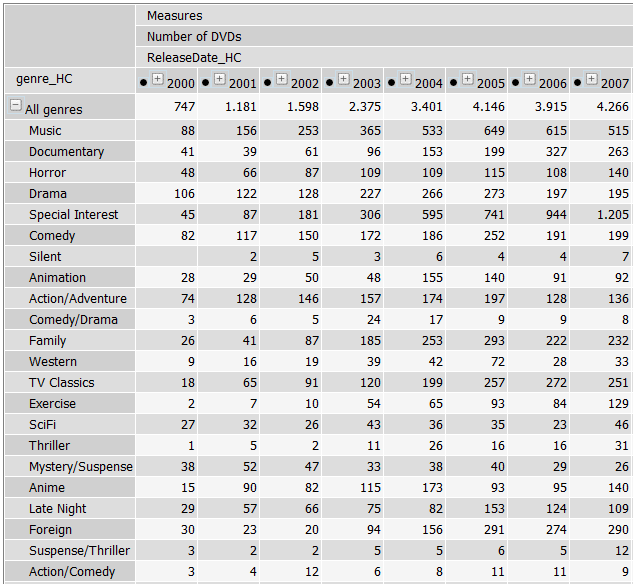 Measures
Number of DVDs
ReleaseDate_HC
genre_HC 2000 2001 2002 2003 2004 2005 2006 2007
All genres 747 1.181 1.598 2.375 3.401 4.146 3.915 4.266
Music 88 156 253 365 533 649 615 515
Documentary 41 39 61 96 153 199 327 263
Horror 48 66 87 109 109 115 108 140
Drama 106 122 128 227 266 273 197 195
Special Interest 45 87 181 306 595 741 944 1.205
Comedy 82 117 150 172 186 252 191 199
Silent 2 5 3 6 4 4 7
Animation 28 29 50 48 155 140 91 92
Action/Adventure 74 128 146 157 174 197 128 136
Comedy/Drama 3 6 5 24 17 9 9 8
Family 26 41 87 185 253 293 222 232
Western 9 16 19 39 42 72 28 33
TV Classics 18 65 91 120 199 257 272 251
Exercise 2 7 10 54 65 93 84 129
SciFi 27 32 26 43 36 35 23 46
Thriller 1 5 2 11 26 16 16 31
Mystery/Suspense 38 52 47 33 38 40 29 26
Anime 15 90 82 115 173 93 95 140
Late Night 29 57 66 75 82 153 124 109
Foreign 30 23 20 94 156 291 274 290
Suspense/Thriller 3 2 2 5 5 6 5 12
Action/Comedy 3 4 12 6 8 11 11 9